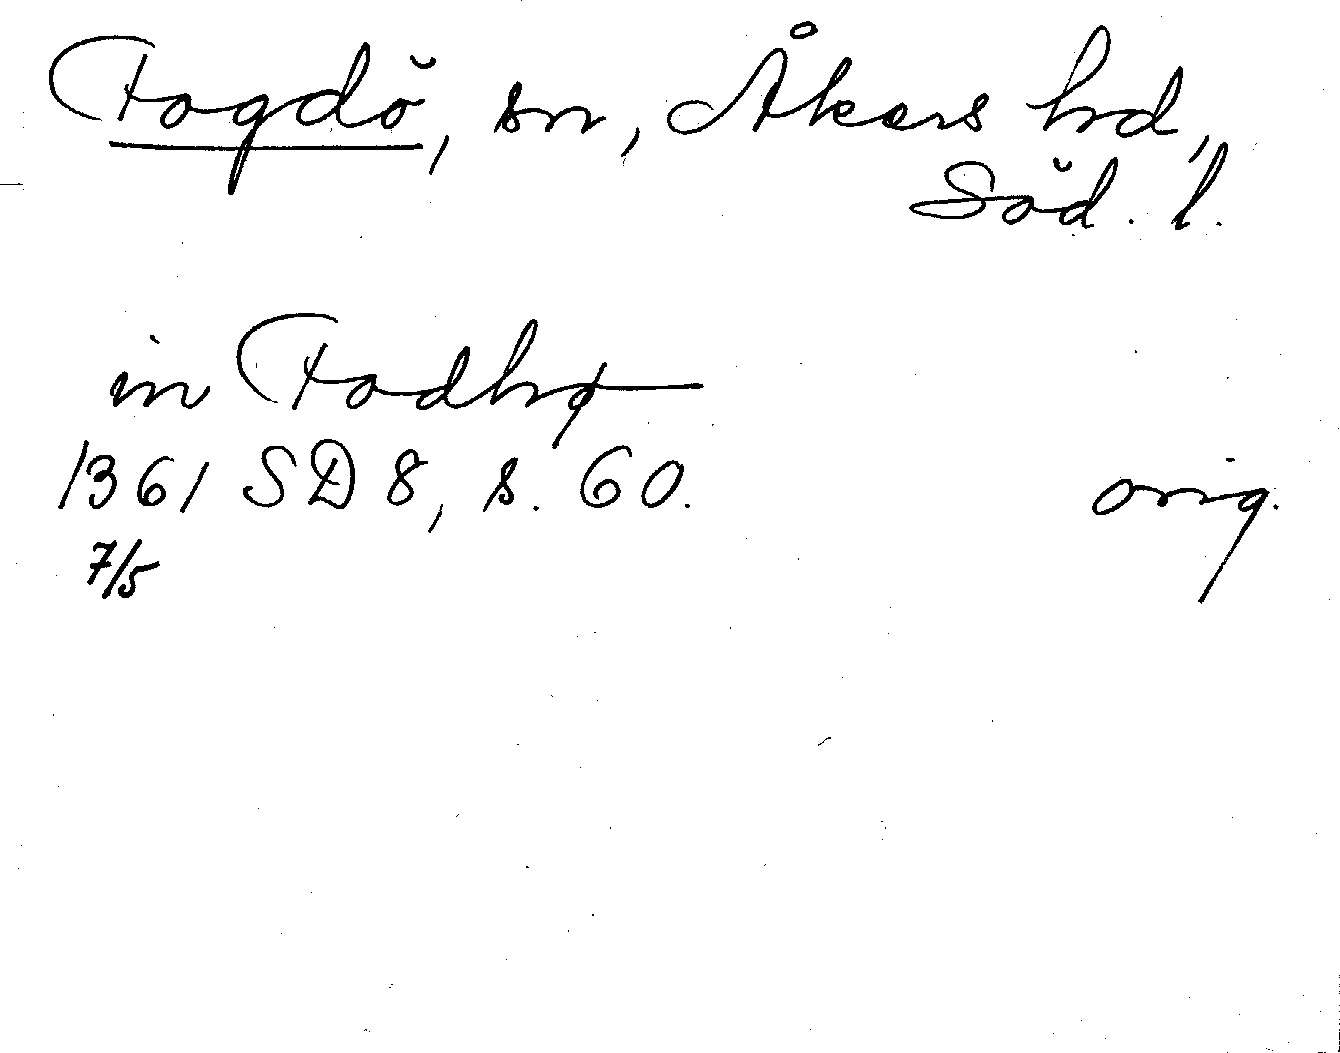 Fogdö, sn, Åkers hd,
Söd. l.
in Fodhø
1361 SD 8, s. 60. orig.
7/5